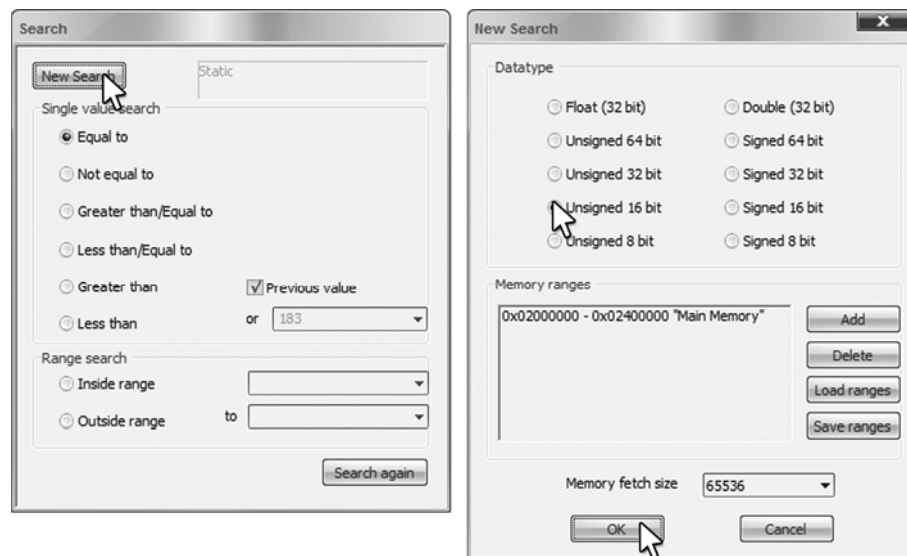 Search
New Search
Static
Single value search
Equal to
Not equal to
Greater than/Equal to
Less than/Equal to
Greater than
Previous value
Less than
or
183
Range search
Inside range
Outside range
to
Search again
New Search
X
Datatype
Float (32 bit)
Double (32 bit)
Unsigned 64 bit
Signed 64 bit
Unsigned 32 bit
Signed 32 bit
Unsigned 16 bit
Signed 16 bit
Unsigned 8 bit
Signed 8 bit
Memory ranges
0x02000000 - 0x02400000 "Main Memory"
Add
Delete
Load ranges
Save ranges
Memory fetch size
65536
OK
Cancel